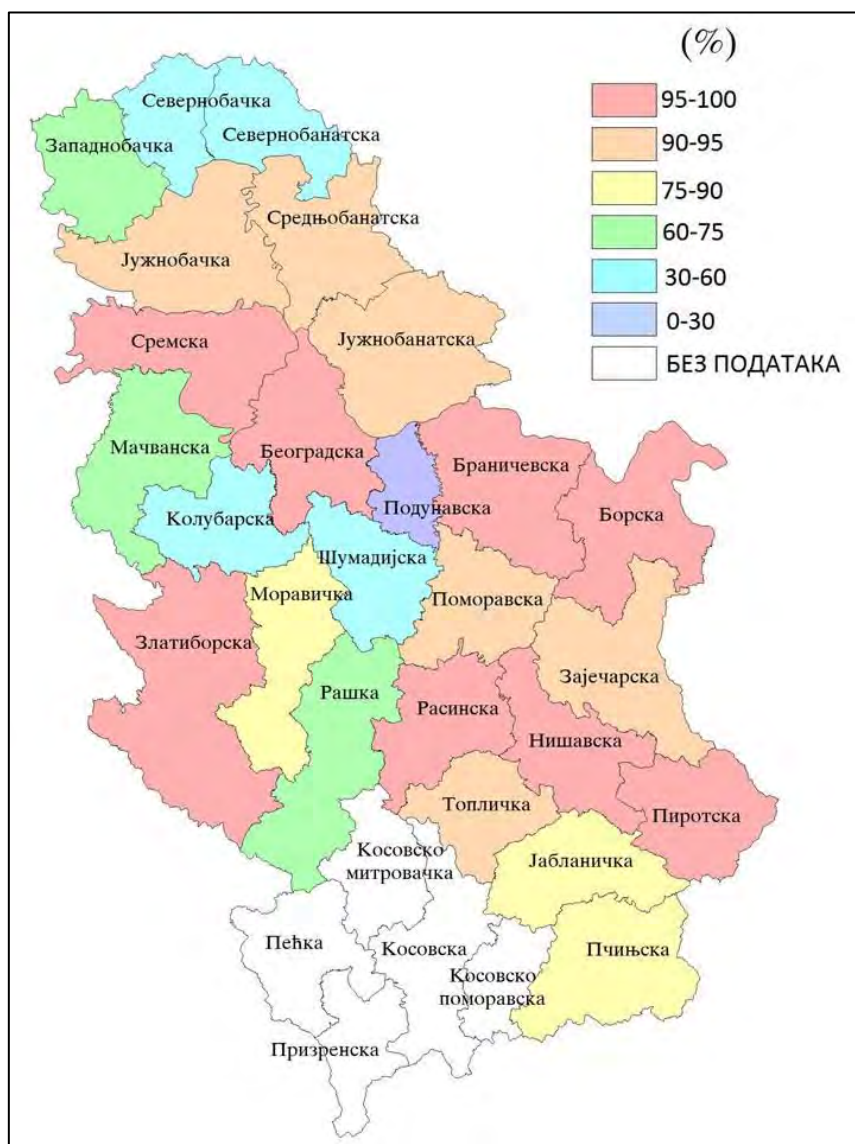 (%)
95-100
90-95
75-90
60-75
30-60
0-30
БЕЗ ПОДАТАКА
Севернобачка
Севернобанатска
Западнобачка
Средњобанатска
Јужнобачка
Сремска
Јужнобанатска
Мачванска
Београдска
Браничевска
Подунавска
Борска
Колубарска
Шумадијска
Моравичка
Поморавска
Златиборска
Зајечарска
Рашка
Расинска
Нишавска
Топличка
Пиротска
Косовско
митровачка
Јабланичка
Пећка
Косовска
Косовско
поморавска
Пчињска
Призренска